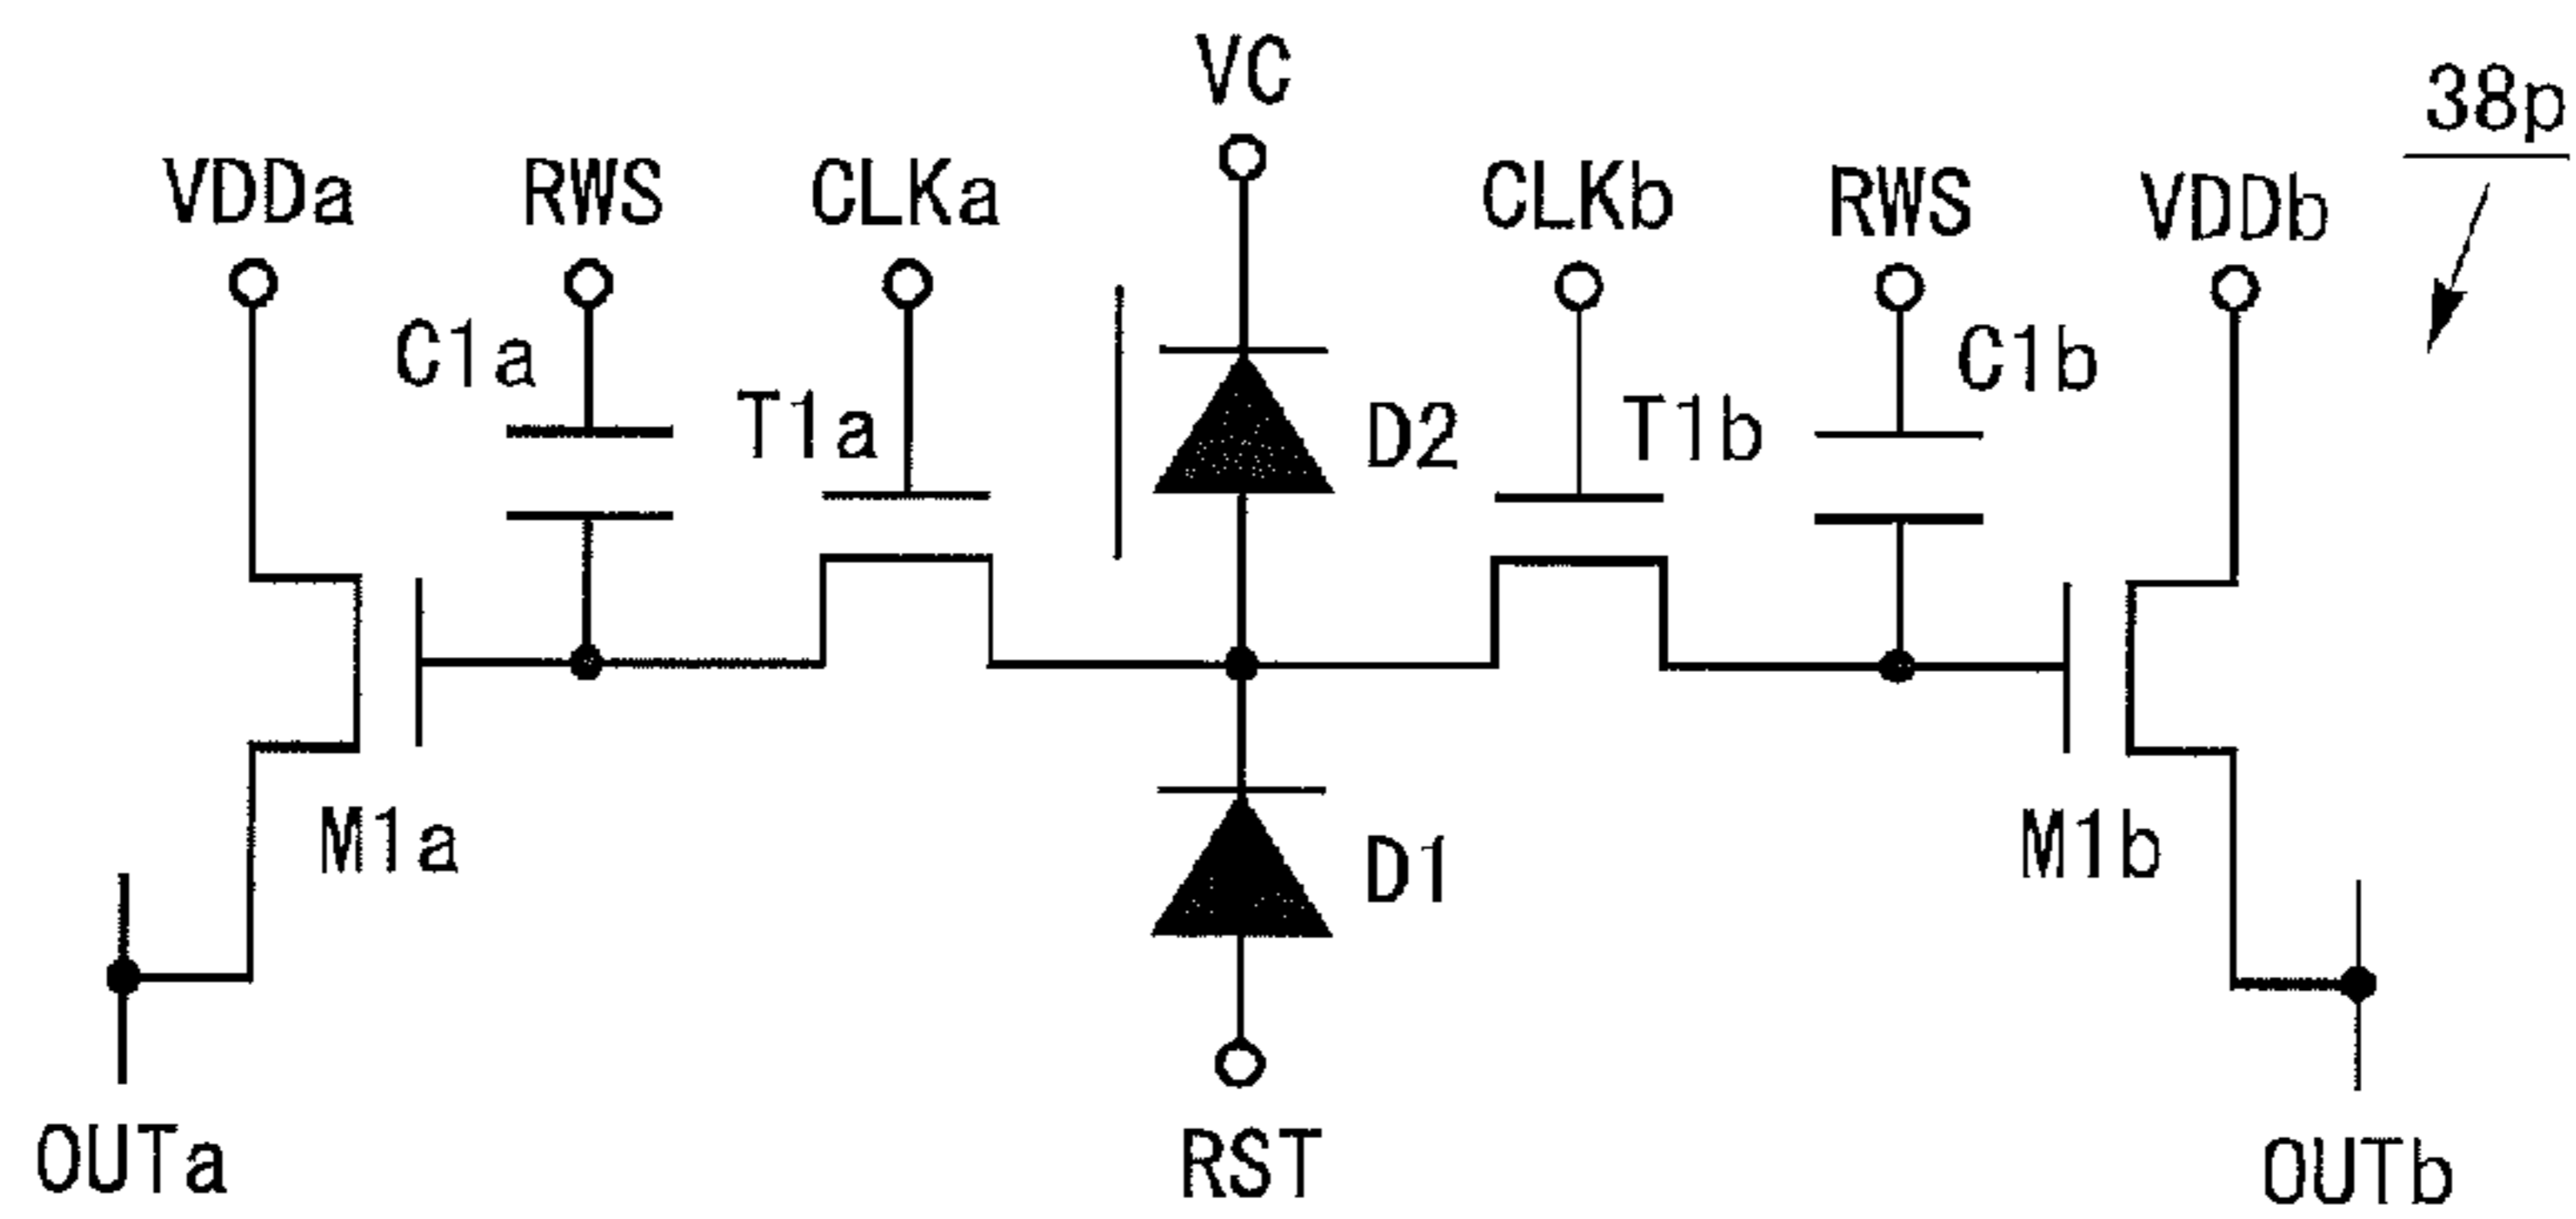 VC
38p
VDDa
RWS
CLKa
CLKb
RWS
VDDb
C1a
C1b
T1a
D2
T1b
M1a
D1
M1b
OUTa
RST
OUTb